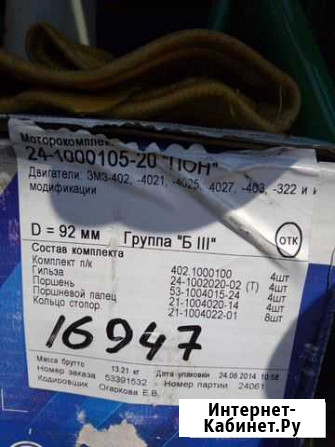 Моторокомплект
24-1000105-20 "ПОН"
Двигатели: ЗМЗ-402, -4021, -4025, 4027, -403, -322 и их
модификации
D = 92 мм Группа "Б III"
ОТК
Состав комплекта
Комплект п/к 402.1000100
Гильза 24-1002020-02 (Т) 4шт
Поршень 53-1004015-24 4шт
Поршневой палец 21-1004020-14 4шт
Кольцо стопор. 21-1004022-01 8шт
16947
Масса брутто 13.21 кг Дата упаковки 24.06.2014 10:58
Номер заказа 53391532 Номер партии 24061
Кодировщик Огаркова Е.В.
Интернет-
Кабинет.Ру